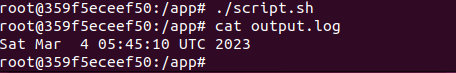 root@359f5eceef50:/app# ./script.sh
root@359f5eceef50:/app# cat output.log
Sat Mar  4 05:45:10 UTC 2023
root@359f5eceef50:/app#